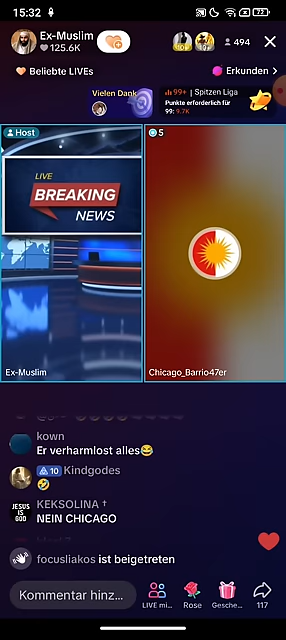 15:32
72
Ex-Muslim
125.6K
494
Beliebte LIVEs
Erkunden
Vielen Dank
99+ | Spitzen Liga
Punkte erforderlich für
99: 9.7K
Host
5
LIVE
BREAKING
NEWS
Ex-Muslim
Chicago_Barrio47er
kown
Er verharmlost alles😂
10 Kindgodes
🤣
JESUS
IS
GOD
KEKSOLINA ✝
NEIN CHICAGO
focusliakos ist beigetreten
Kommentar hinz...
LIVE mi...
Rose
Gesche...
117